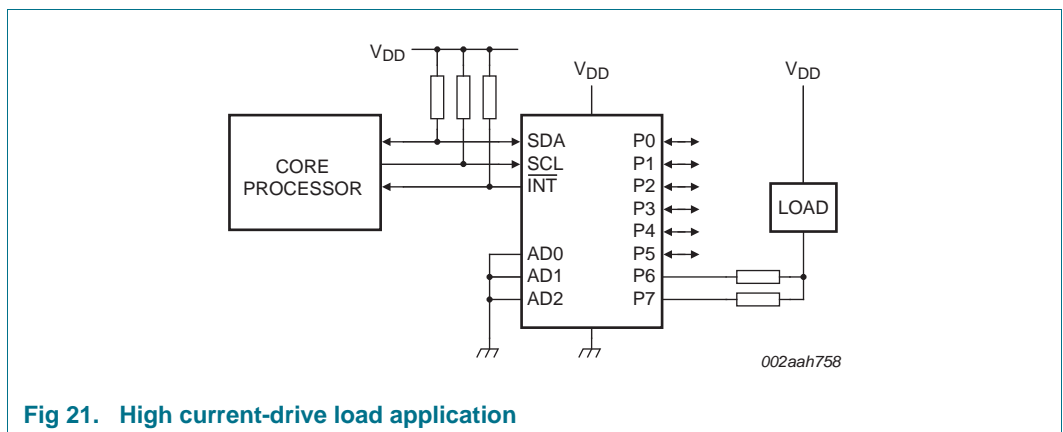 VDD
VDD
VDD
CORE
PROCESSOR
SDA
SCL
INT
AD0
AD1
AD2
P0
P1
P2
P3
P4
P5
P6
P7
LOAD
002aah758
Fig 21. High current-drive load application